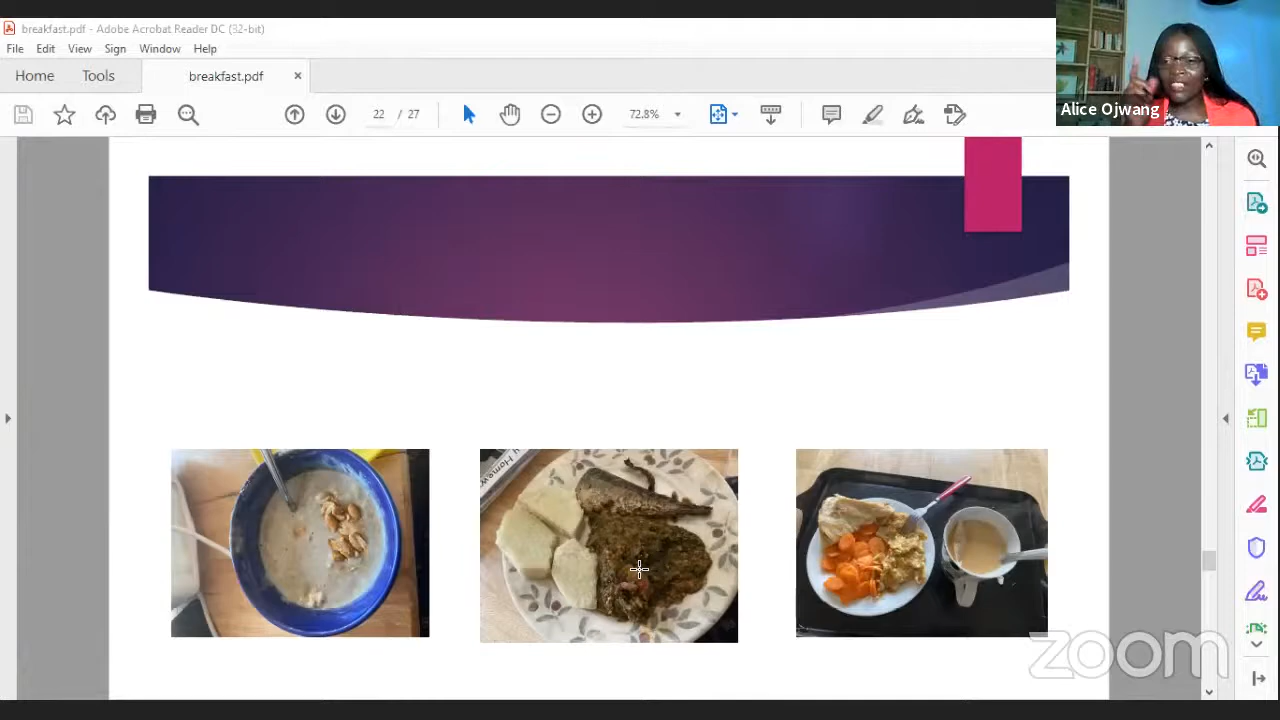 breakfast.pdf - Adobe Acrobat Reader DC (32-bit)
File Edit View Sign Window Help
Home Tools breakfast.pdf ×
22 / 27 72.8%
Alice Ojwang
Homew
zoom